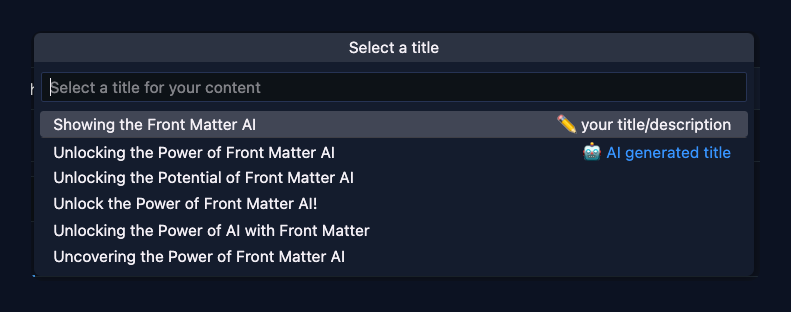 Select a title
Select a title for your content
Showing the Front Matter AI ✏️ your title/description
Unlocking the Power of Front Matter AI 🤖 AI generated title
Unlocking the Potential of Front Matter AI
Unlock the Power of Front Matter AI!
Unlocking the Power of AI with Front Matter
Uncovering the Power of Front Matter AI